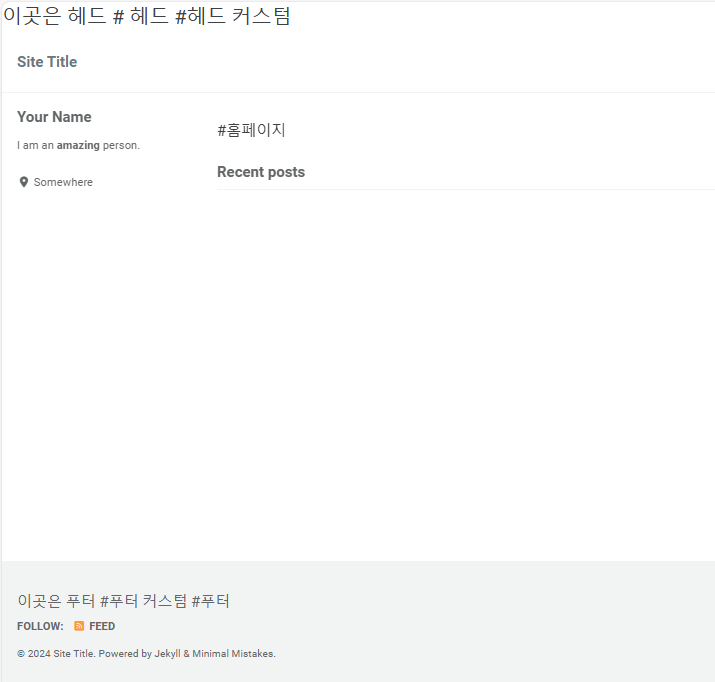 이곳은 헤드 # 헤드 #헤드 커스텀
Site Title
Your Name
I am an amazing person.
Somewhere
#홈페이지
Recent posts
이곳은 푸터 #푸터 커스텀 #푸터
FOLLOW: FEED
© 2024 Site Title. Powered by Jekyll & Minimal Mistakes.